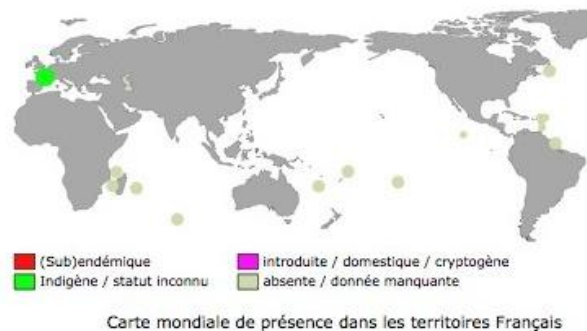 (Sub)endémique
introduite / domestique / cryptogène
Indigène / statut inconnu
absente / donnée manquante
Carte mondiale de présence dans les territoires Français